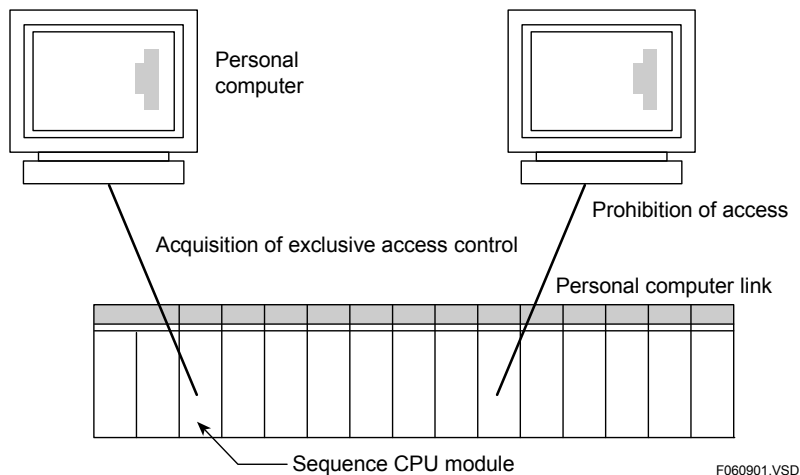 Personal
computer
Prohibition of access
Acquisition of exclusive access control
Personal computer link
Sequence CPU module
F060901.VSD